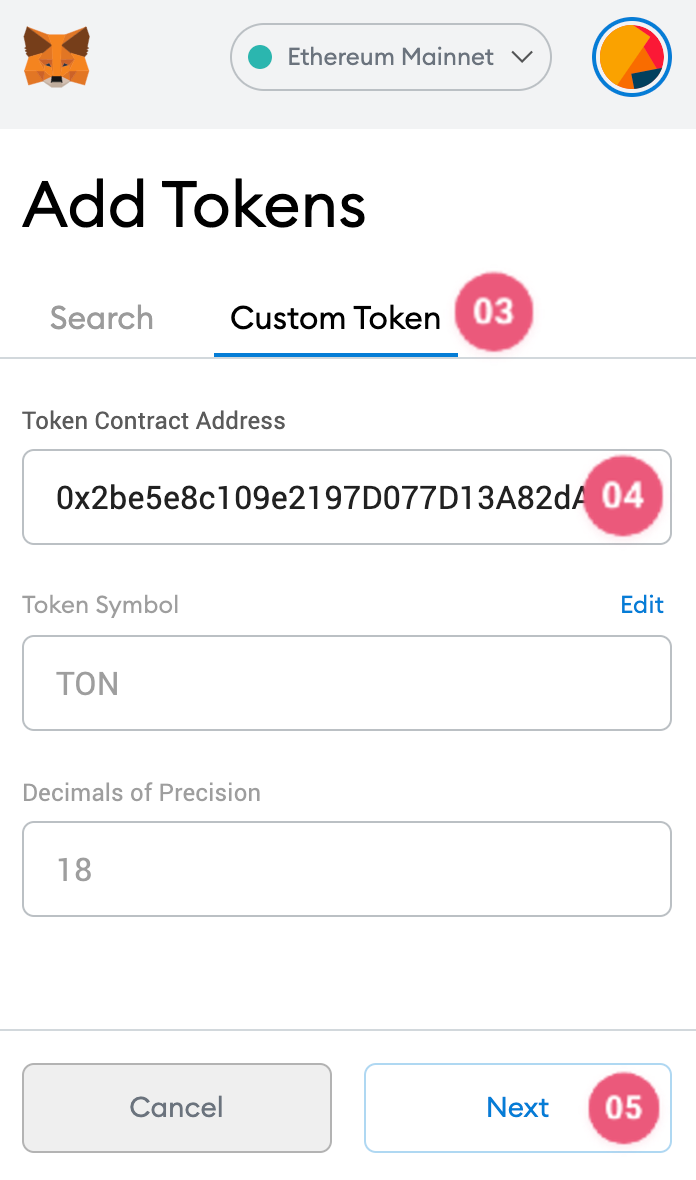 Ethereum Mainnet
Add Tokens
Search
Custom Token
03
Token Contract Address
0x2be5e8c109e2197D077D13A82dA
04
Token Symbol
Edit
TON
Decimals of Precision
18
Cancel
Next
05